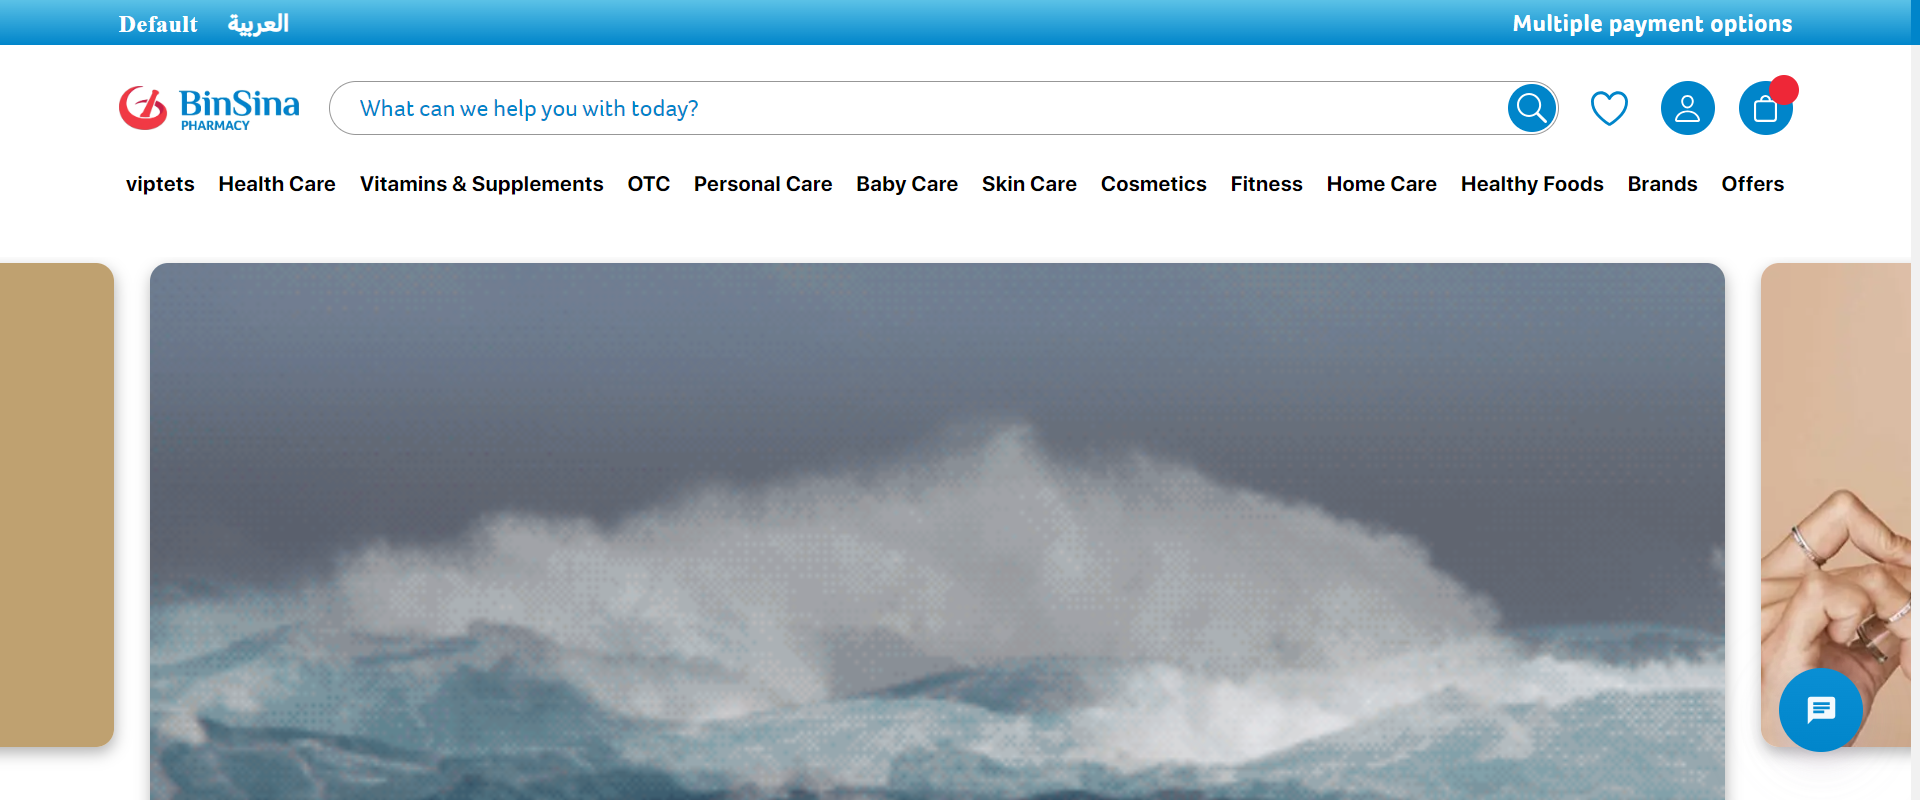 Default العربية Multiple payment options
BinSina
PHARMACY
What can we help you with today?
viptets Health Care Vitamins & Supplements OTC Personal Care Baby Care Skin Care Cosmetics Fitness Home Care Healthy Foods Brands Offers